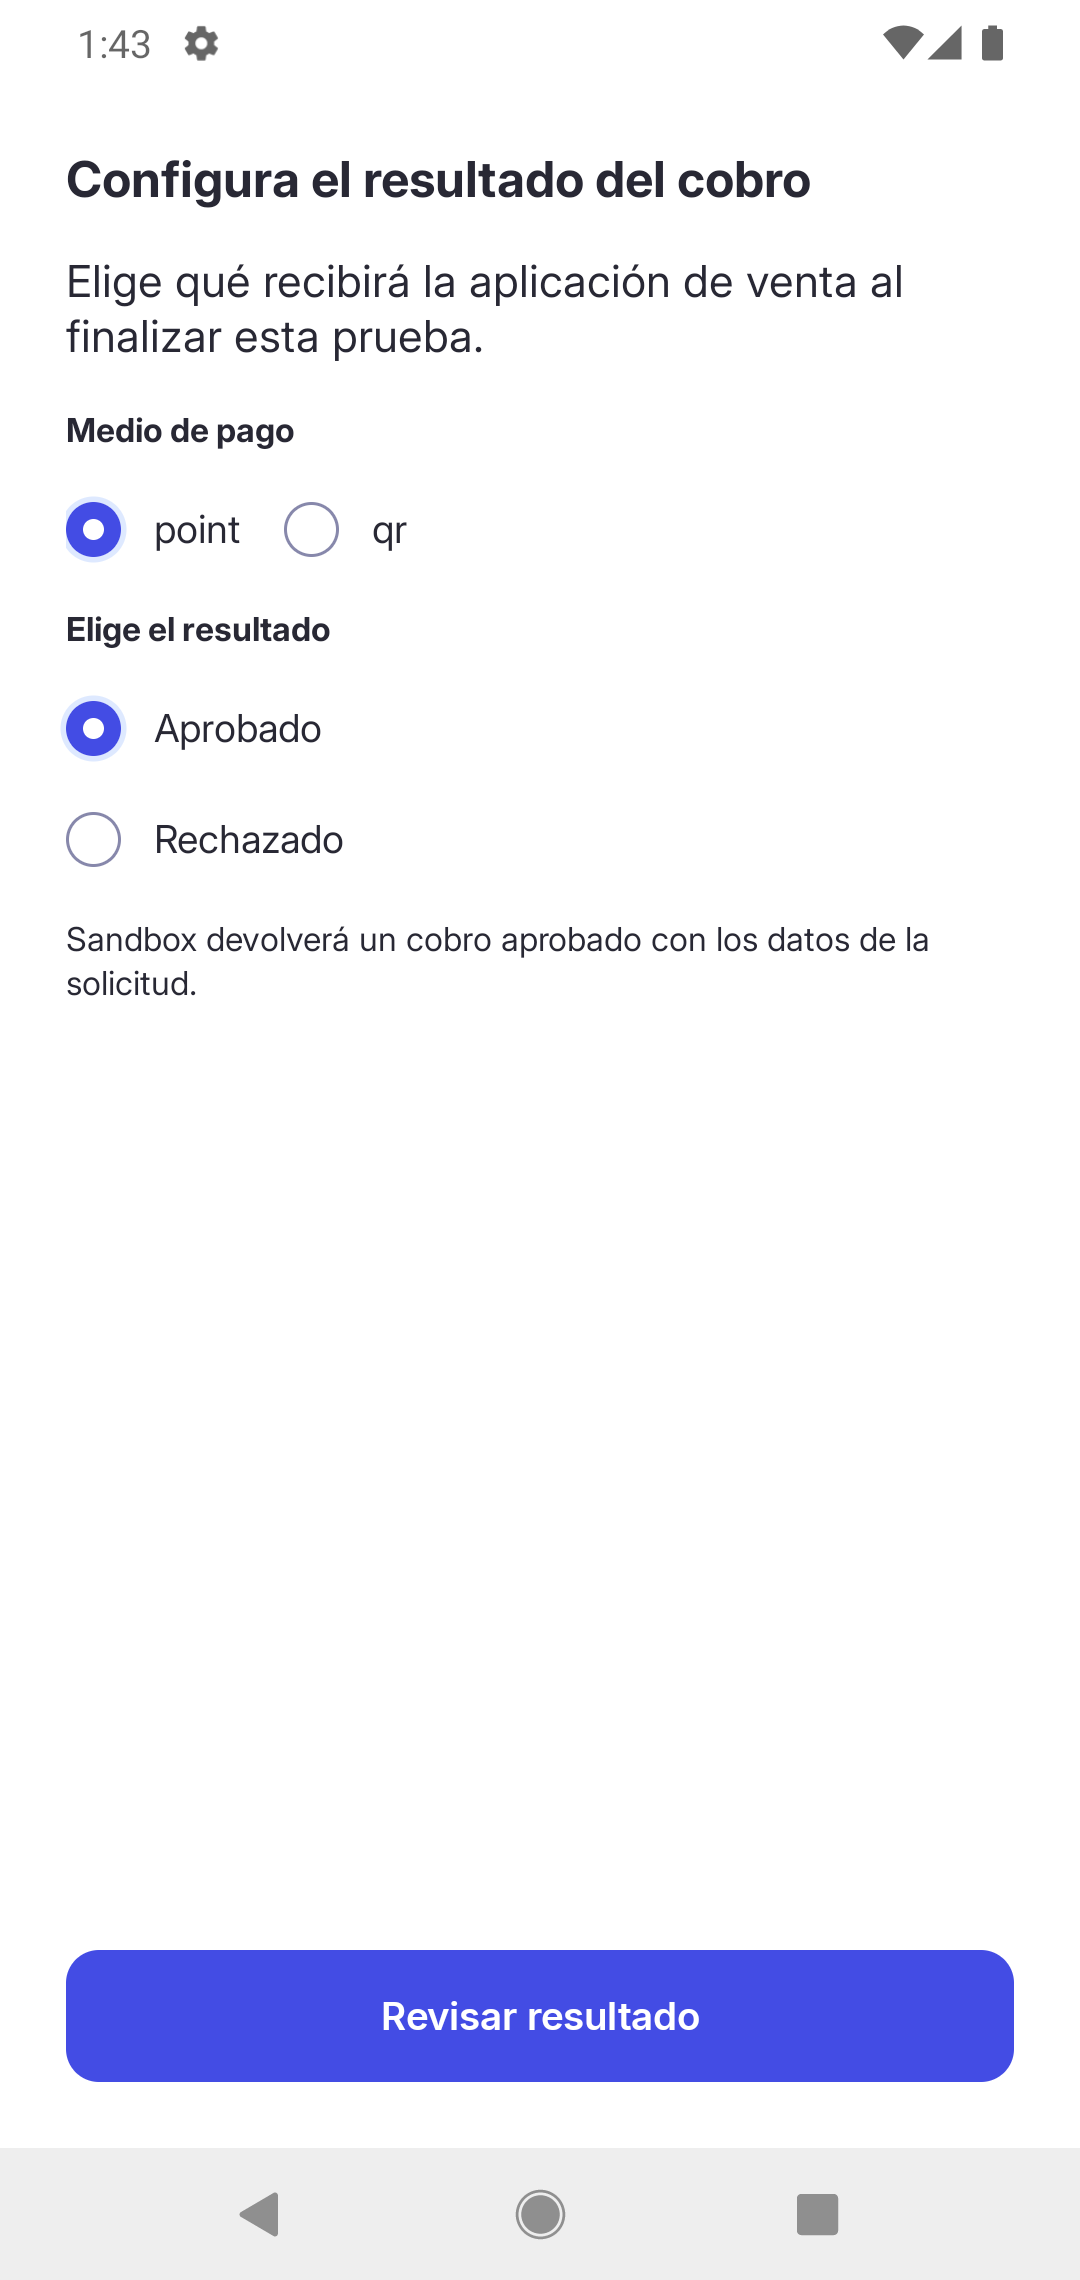 1:43
Configura el resultado del cobro
Elige qué recibirá la aplicación de venta al
finalizar esta prueba.
Medio de pago
point qr
Elige el resultado
Aprobado
Rechazado
Sandbox devolverá un cobro aprobado con los datos de la
solicitud.
Revisar resultado